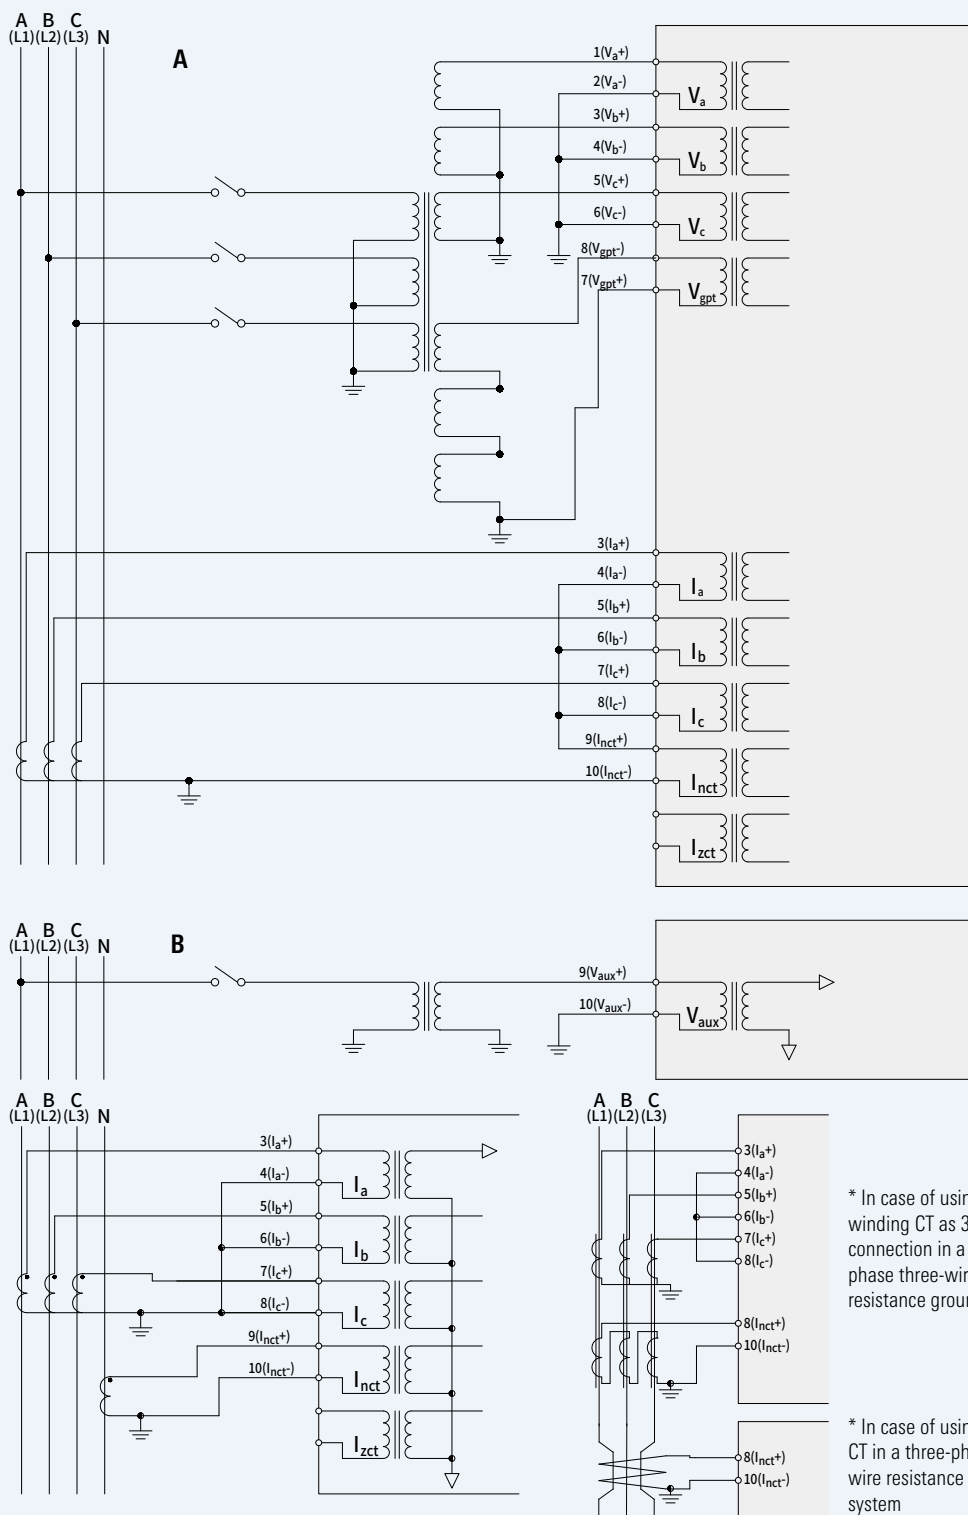 A B C
(L1) (L2) (L3) N
A
1(Va+)
2(Va-)
Va
3(Vb+)
4(Vb-)
Vb
5(Vc+)
6(Vc-)
Vc
8(Vgpt-)
7(Vgpt+)
Vgpt
3(Ia+)
4(Ia-)
Ia
5(Ib+)
6(Ib-)
Ib
7(Ic+)
8(Ic-)
Ic
9(Inct+)
10(Inct-)
Inct
Izct
A B C
(L1) (L2) (L3) N
B
9(Vaux+)
10(Vaux-)
Vaux
A B C
(L1) (L2) (L3) N
3(Ia+)
4(Ia-)
Ia
5(Ib+)
6(Ib-)
Ib
7(Ic+)
8(Ic-)
Ic
9(Inct+)
10(Inct-)
Inct
Izct
A B C
(L1) (L2) (L3)
3(Ia+)
4(Ia-)
5(Ib+)
6(Ib-)
7(Ic+)
8(Ic-)
8(Inct+)
10(Inct-)
* In case of usin
winding CT as 3
connection in a
phase three-wir
resistance groun
8(Inct+)
10(Inct-)
* In case of usin
CT in a three-ph
wire resistance
system